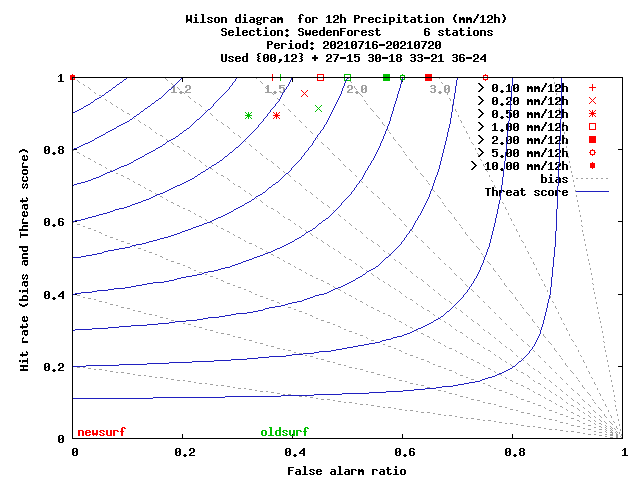 Wilson diagram  for 12h Precipitation (mm/12h)
Selection: SwedenForest      6 stations
Period: 20210716-20210720
Used {00,12} + 27-15 30-18 33-21 36-24
Hit rate (bias and Threat score)
1
0.8
0.6
0.4
0.2
0
1.2
1.5
2.0
3.0
> 0.10 mm/12h
> 0.20 mm/12h
> 0.50 mm/12h
> 1.00 mm/12h
> 2.00 mm/12h
> 5.00 mm/12h
> 10.00 mm/12h
bias
Threat score
newsurf
oldsurf
0
0.2
0.4
0.6
0.8
1
False alarm ratio